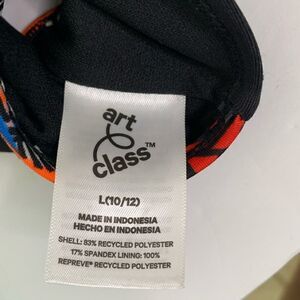 art
class™
L(10/12)
MADE IN INDONESIA
HECHO EN INDONESIA
SHELL: 83% RECYCLED POLYESTER
17% SPANDEX LINING: 100%
REPREVE® RECYCLED POLYESTER